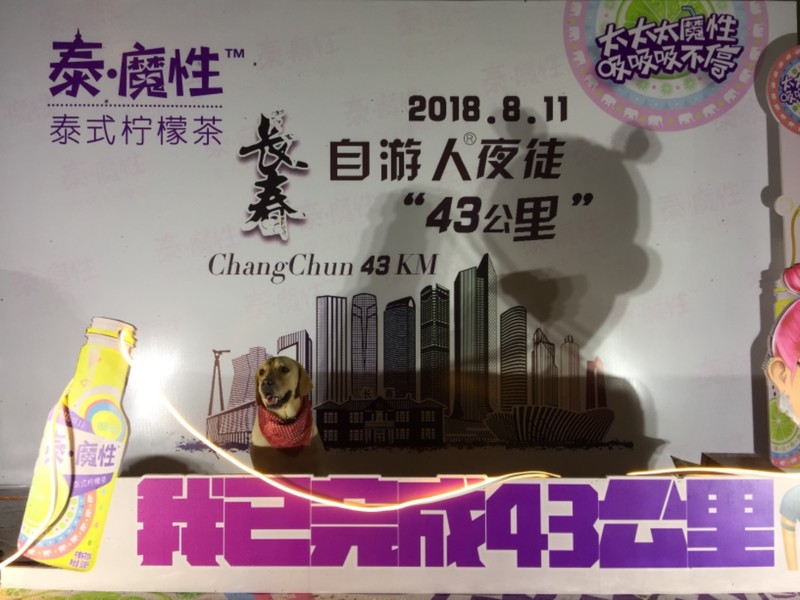 泰·魔性™
泰式柠檬茶
太太太魔性
吸吸吸不停
2018.8.11
长春
自游人®夜徒
“43公里”
ChangChun 43 KM
泰·魔性
泰式柠檬茶
我已完成43公里